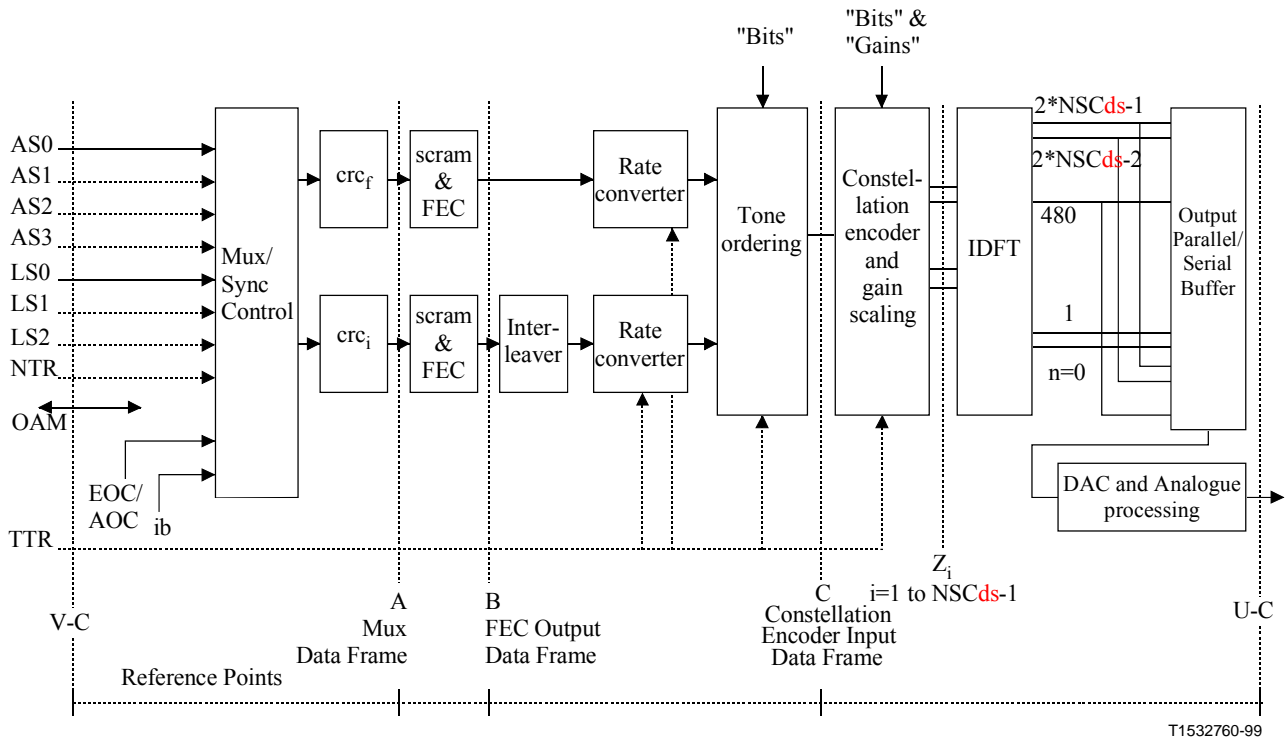 "Bits"
"Bits" &
"Gains"
AS0
AS1
AS2
AS3
LS0
LS1
LS2
NTR
OAM
EOC/
AOC
ib
TTR
Mux/
Sync
Control
crcf
scram
&
FEC
Rate
converter
crci
scram
&
FEC
Inter-
leaver
Rate
converter
Tone
ordering
Constel-
lation
encoder
and
gain
scaling
IDFT
2*NSCds-1
2*NSCds-2
480
1
n=0
Output
Parallel/
Serial
Buffer
DAC and Analogue
processing
V-C
A
Mux
Data Frame
B
FEC Output
Data Frame
C
Constellation
Encoder Input
Data Frame
Zi
i=1 to NSCds-1
U-C
Reference Points
T1532760-99